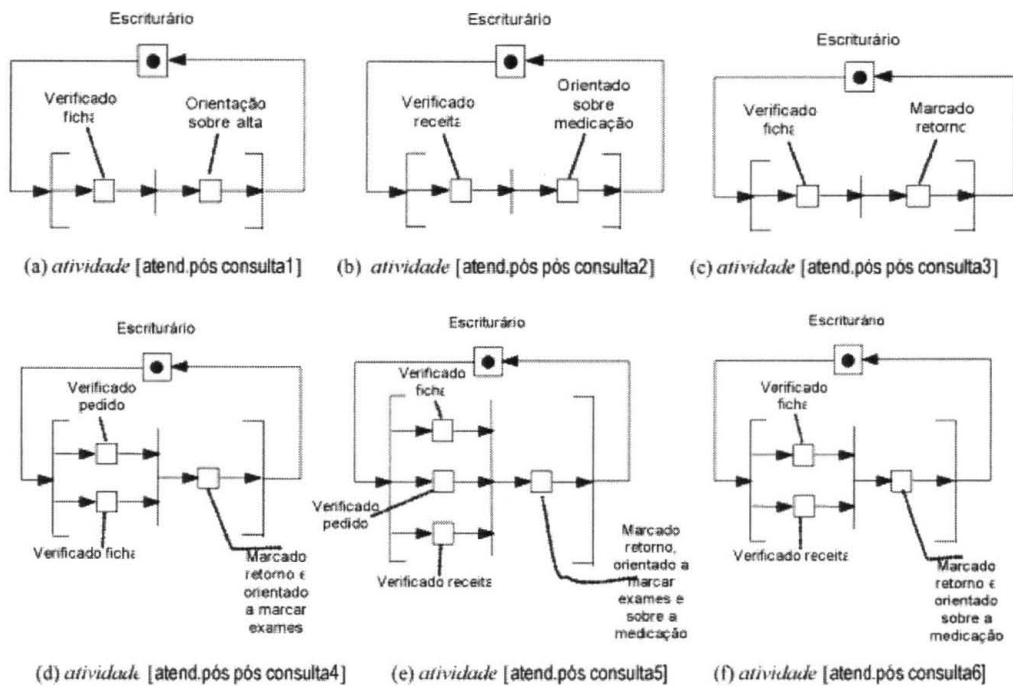 Escriturário
Verificado
ficha
Orientação
sobre alta
(a) atividade [atend.pós consulta1]
Escriturário
Verificado
receita
Orientado
sobre
medicação
(b) atividade [atend.pós pós consulta2]
Escriturário
Verificado
ficha
Marcado
retorno
(c) atividade [atend.pós pós consulta3]
Escriturário
Verificado
pedido
Verificado ficha
Marcado
retorno e
orientado
a marcar
exames
(d) atividade [atend.pós pós consulta4]
Escriturário
Verificado
ficha
Verificado
pedido
Verificado receita
Marcado
retorno,
orientado a
marcar
exames e
sobre a
medicação
(e) atividade [atend.pós pós consulta5]
Escriturário
Verificado
ficha
Verificado receita
Marcado
retorno e
orientado
sobre a
medicação
(f) atividade [atend.pós pós consulta6]